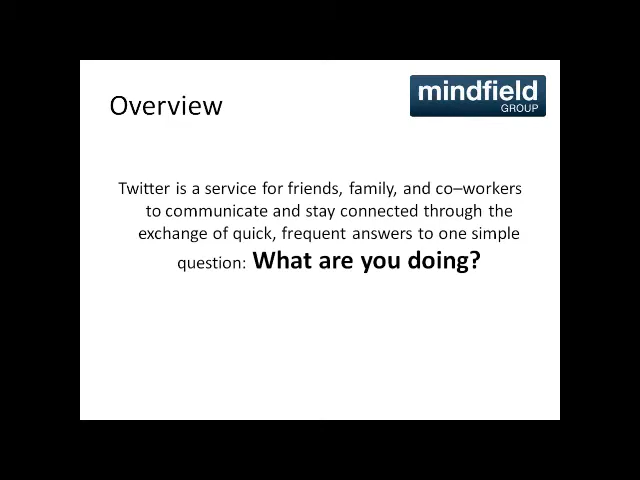 Overview
mindfield
GROUP
Twitter is a service for friends, family, and co–workers
to communicate and stay connected through the
exchange of quick, frequent answers to one simple
question: What are you doing?